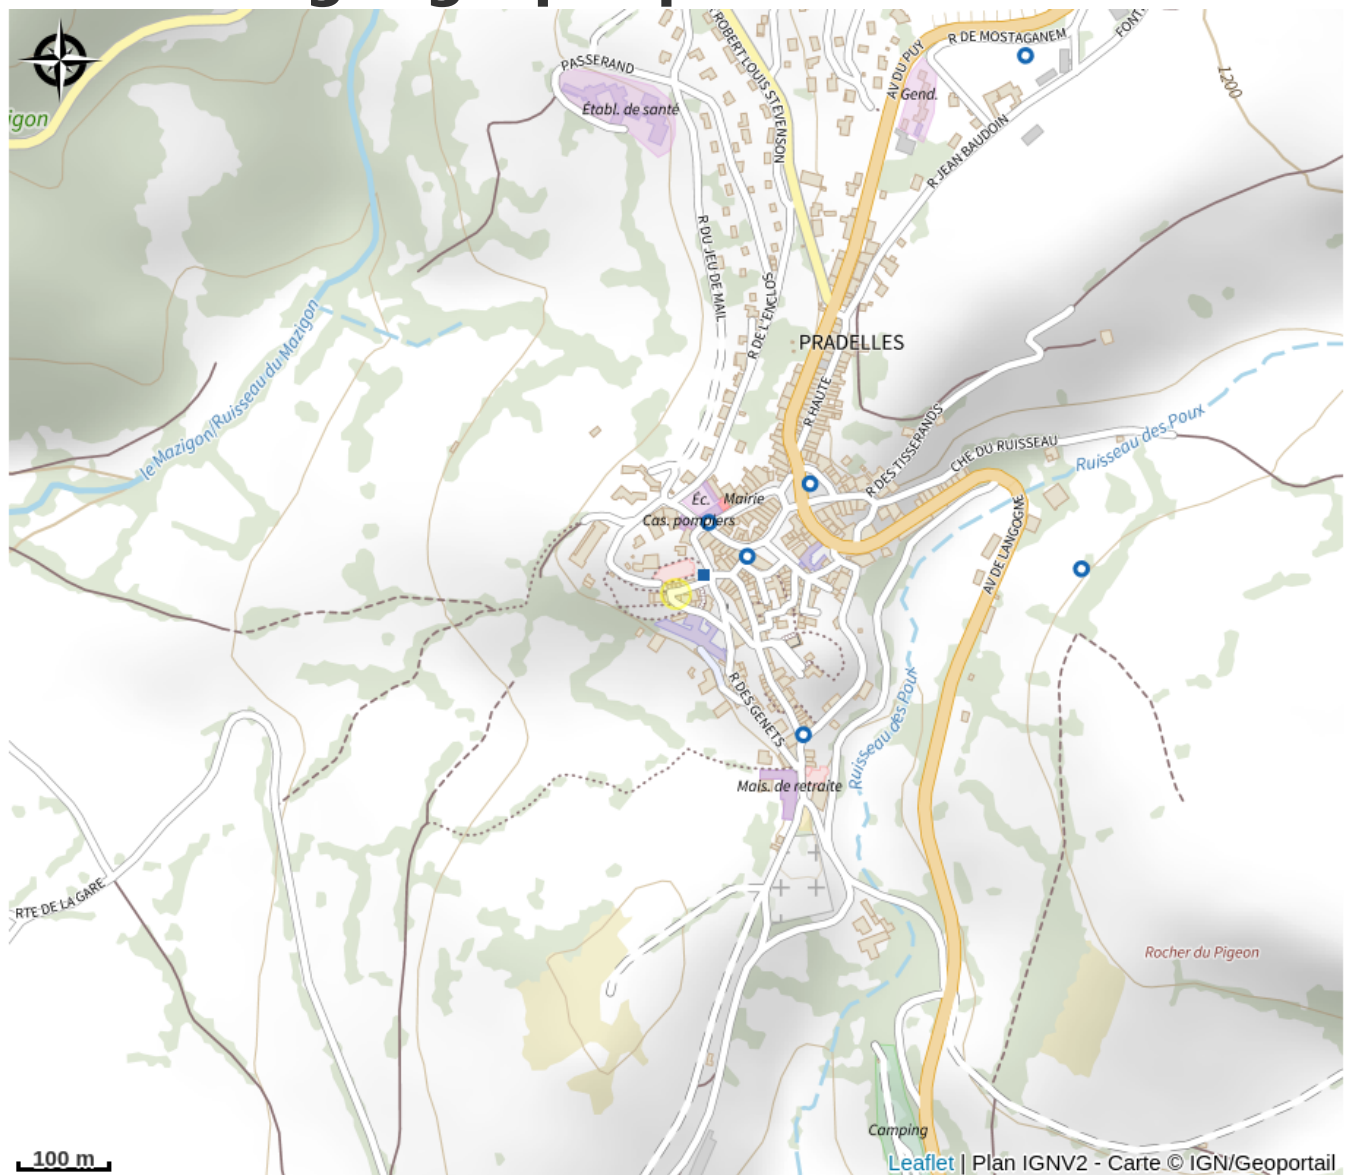 PASSERAND
R ROBERT LOUIS STEVENSON
AV DU PUY
R DE MOSTAGANEM
1200
Établ. de santé
Gend.
igon
R JEAN BAUDOIN
R DU JEU DE MAIL
R DE L'ENCLOS
PRADELLES
le Mazigon/Ruisseau du Mazigon
R HAUTE
R DES TISSERANDS
CHE DU RUISSEAU
Ruisseau des Poux
Éc.
Mairie
Cas. pompiers
AV DE LANGOGNE
R DES GENETS
Ruisseau des Poux
Mais. de retraite
RTE DE LA GARE
Rocher du Pigeon
Camping
100 m
Leaflet | Plan IGNV2 - Carte © IGN/Geoportail